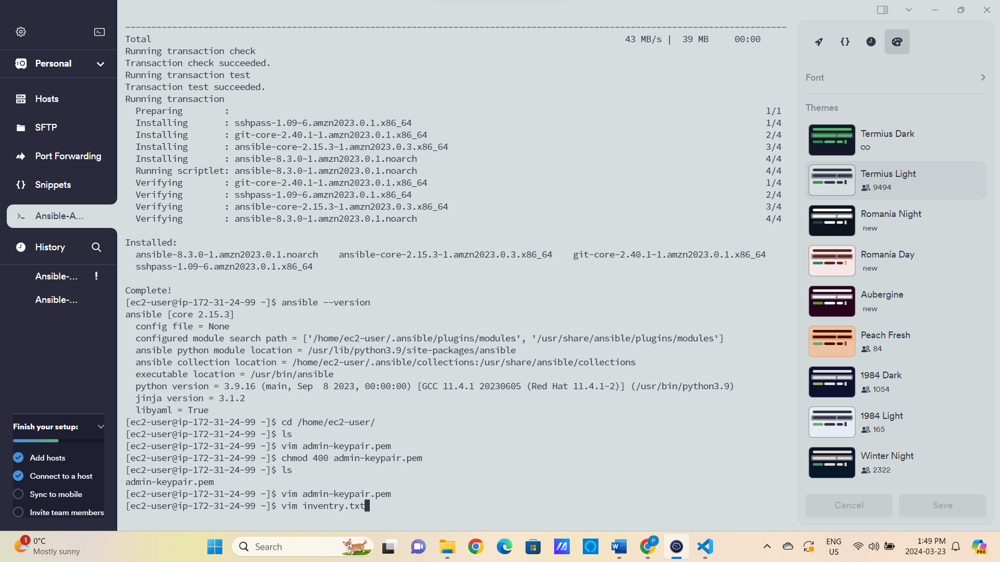 Personal
Hosts
SFTP
Port Forwarding
Snippets
Ansible-A...
History
Ansible-... !
Ansible-...
Finish your setup:
Add hosts
Connect to a host
Sync to mobile
Invite team members
Total 43 MB/s | 39 MB 00:00
Running transaction check
Transaction check succeeded.
Running transaction test
Transaction test succeeded.
Running transaction
Preparing : 1/1
Installing : sshpass-1.09-6.amzn2023.0.1.x86_64 1/4
Installing : git-core-2.40.1-1.amzn2023.0.1.x86_64 2/4
Installing : ansible-core-2.15.3-1.amzn2023.0.3.x86_64 3/4
Installing : ansible-8.3.0-1.amzn2023.0.1.noarch 4/4
Running scriptlet: ansible-8.3.0-1.amzn2023.0.1.noarch 4/4
Verifying : git-core-2.40.1-1.amzn2023.0.1.x86_64 1/4
Verifying : sshpass-1.09-6.amzn2023.0.1.x86_64 2/4
Verifying : ansible-core-2.15.3-1.amzn2023.0.3.x86_64 3/4
Verifying : ansible-8.3.0-1.amzn2023.0.1.noarch 4/4
Installed:
ansible-8.3.0-1.amzn2023.0.1.noarch ansible-core-2.15.3-1.amzn2023.0.3.x86_64 git-core-2.40.1-1.amzn2023.0.1.x86_64
sshpass-1.09-6.amzn2023.0.1.x86_64
Complete!
[ec2-user@ip-172-31-24-99 ~]$ ansible --version
ansible [core 2.15.3]
config file = None
configured module search path = ['/home/ec2-user/.ansible/plugins/modules', '/usr/share/ansible/plugins/modules']
ansible python module location = /usr/lib/python3.9/site-packages/ansible
ansible collection location = /home/ec2-user/.ansible/collections:/usr/share/ansible/collections
executable location = /usr/bin/ansible
python version = 3.9.16 (main, Sep  8 2023, 00:00:00) [GCC 11.4.1 20230605 (Red Hat 11.4.1-2)] (/usr/bin/python3.9)
jinja version = 3.1.2
libyaml = True
[ec2-user@ip-172-31-24-99 ~]$ cd /home/ec2-user/
[ec2-user@ip-172-31-24-99 ~]$ ls
[ec2-user@ip-172-31-24-99 ~]$ vim admin-keypair.pem
[ec2-user@ip-172-31-24-99 ~]$ chmod 400 admin-keypair.pem
[ec2-user@ip-172-31-24-99 ~]$ ls
admin-keypair.pem
[ec2-user@ip-172-31-24-99 ~]$ vim admin-keypair.pem
[ec2-user@ip-172-31-24-99 ~]$ vim inventry.txt
Font
Themes
Termius Dark
Termius Light
9494
Romania Night
new
Romania Day
new
Aubergine
new
Peach Fresh
84
1984 Dark
1054
1984 Light
165
Winter Night
2322
Cancel Save
1
0°C
Mostly sunny
Search
P
ENG
US
1:49 PM
2024-03-23
PRE